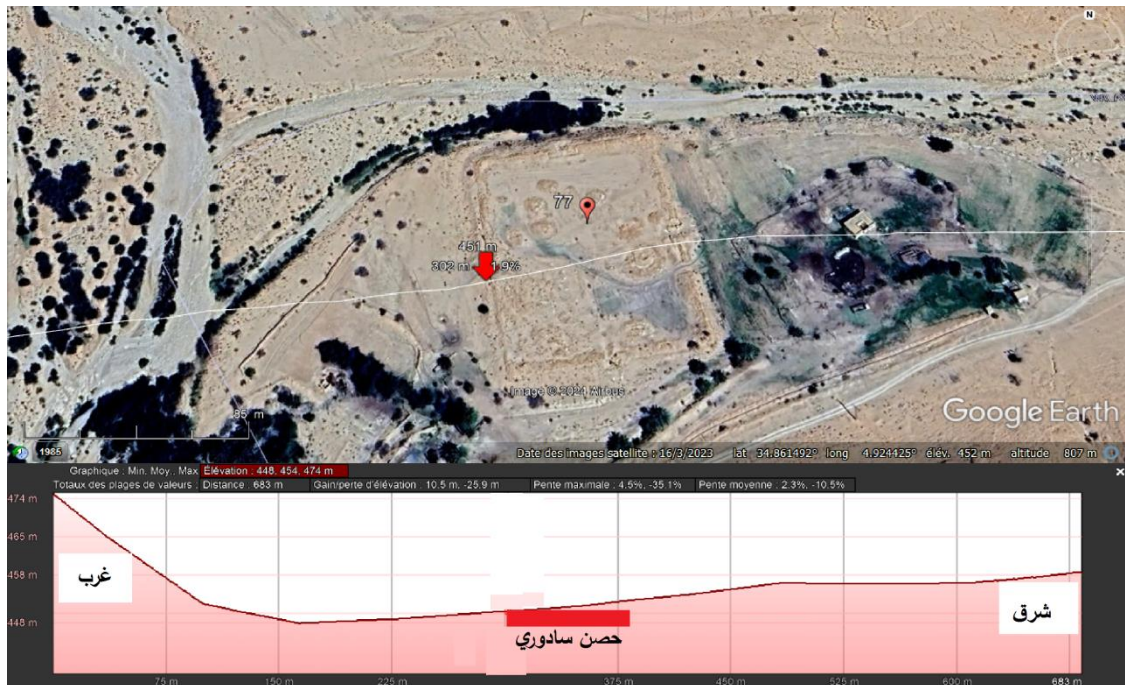 N
77
451 m
302 m 1.9%
Image © 2024 Airbus
85 m
Google Earth
1985
Date des images satellite : 16/3/2023 lat 34.861492° long 4.924425° élév. 452 m altitude 807 m
Graphique : Min. Moy., Max. Élévation : 448, 454, 474 m
Totaux des plages de valeurs : Distance : 683 m Gain/perte d'élévation : 10.5 m, -25.9 m Pente maximale : 4.5%, -35.1% Pente moyenne : 2.3%, -10.5%
474 m
465 m
458 m
448 m
غرب
شرق
حصن سادوري
75 m 150 m 225 m 375 m 450 m 525 m 600 m 683 m